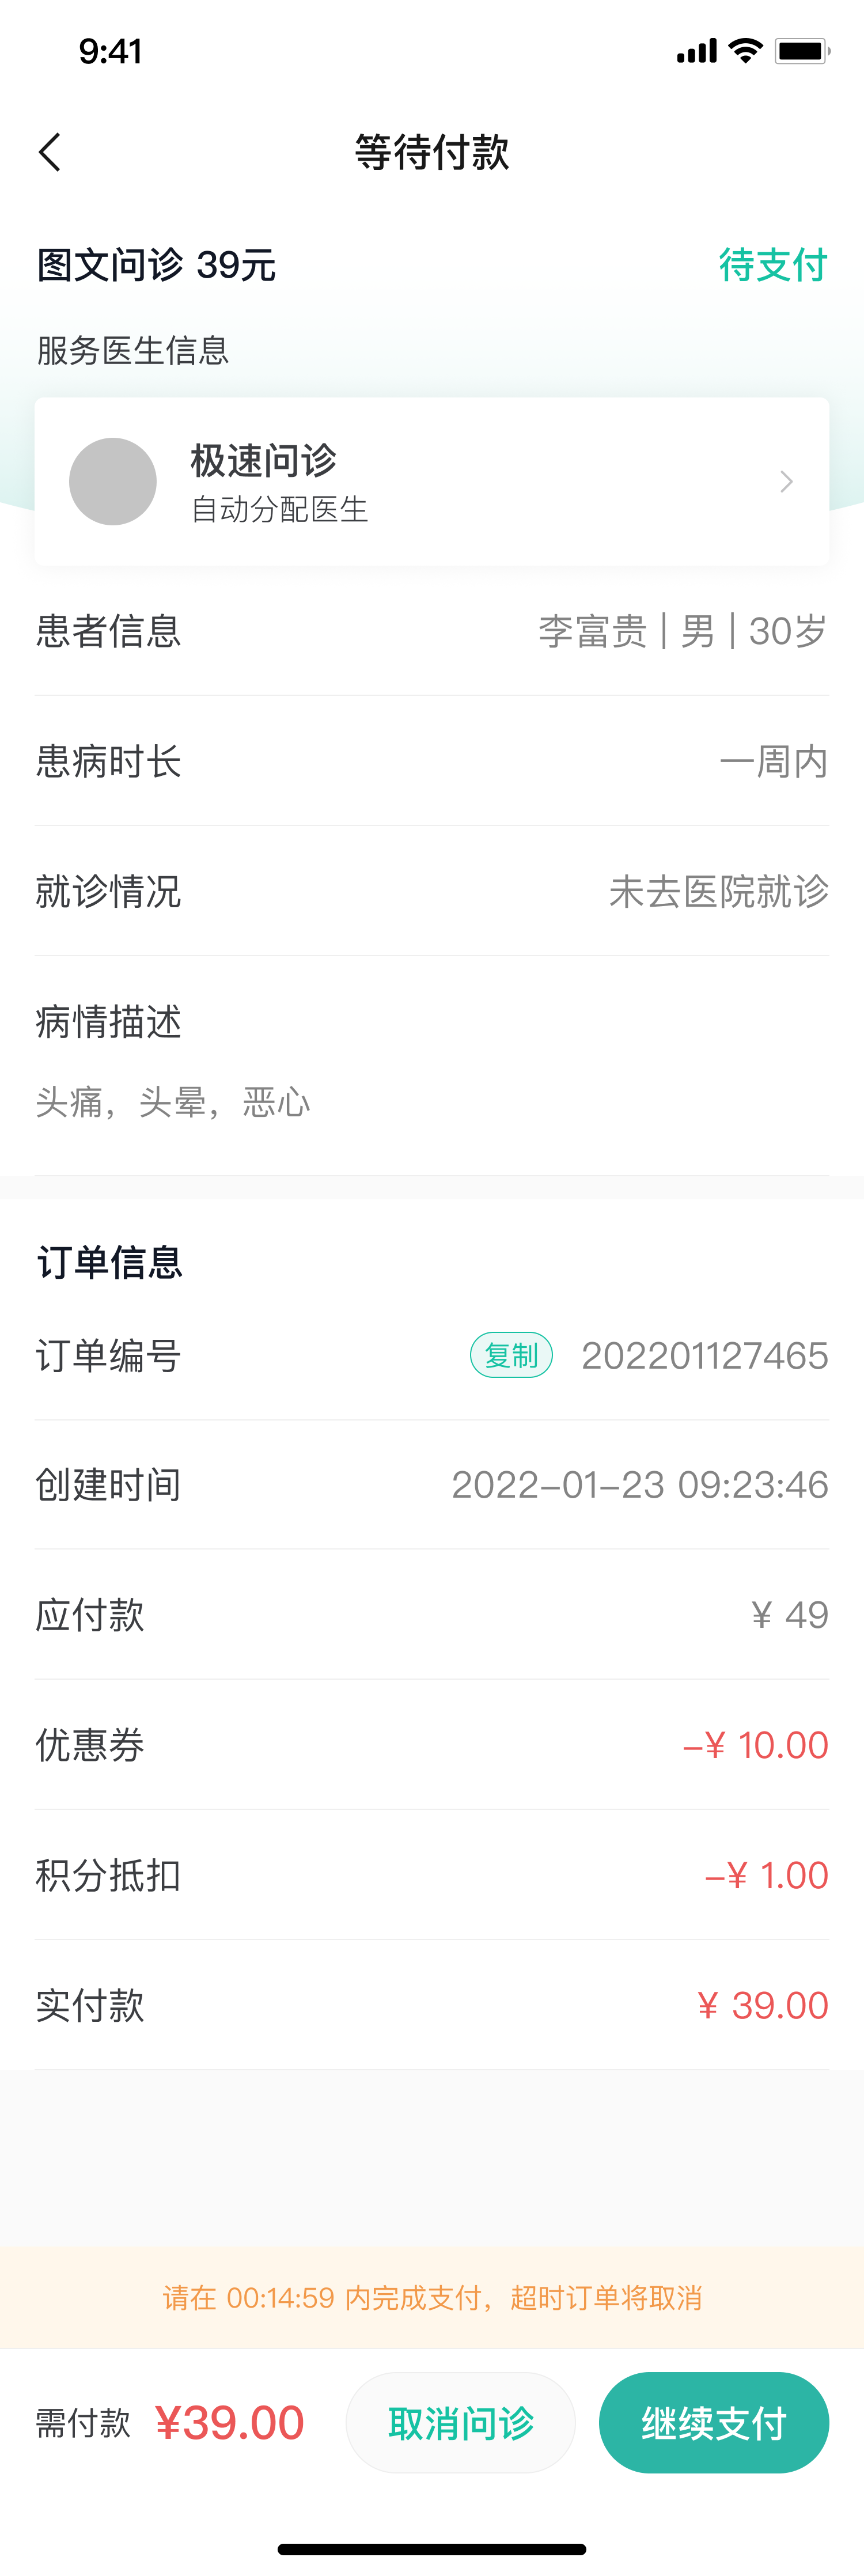 9:41
等待付款
图文问诊 39元 待支付
服务医生信息
极速问诊
自动分配医生
患者信息 李富贵 | 男 | 30岁
患病时长 一周内
就诊情况 未去医院就诊
病情描述
头痛，头晕，恶心
订单信息
订单编号 复制 202201127465
创建时间 2022-01-23 09:23:46
应付款 ¥ 49
优惠券 -¥ 10.00
积分抵扣 -¥ 1.00
实付款 ¥ 39.00
请在 00:14:59 内完成支付，超时订单将取消
需付款 ¥39.00 取消问诊 继续支付